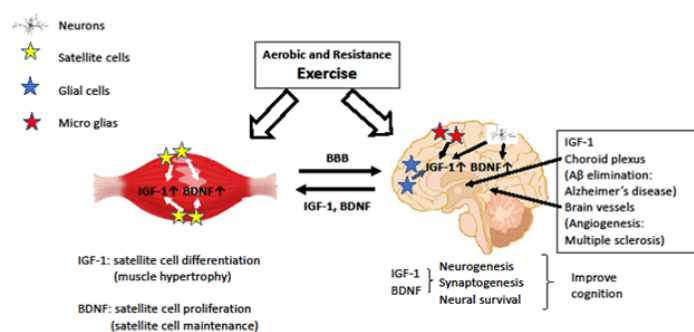 Neurons
Satellite cells
Glial cells
Micro glias
Aerobic and Resistance
Exercise
IGF-1↑ BDNF↑
BBB
IGF-1, BDNF
IGF-1↑ BDNF↑
IGF-1
Choroid plexus
(Aβ elimination:
Alzheimer's disease)
Brain vessels
(Angiogenesis:
Multiple sclerosis)
IGF-1: satellite cell differentiation
(muscle hypertrophy)
BDNF: satellite cell proliferation
(satellite cell maintenance)
IGF-1
BDNF
Neurogenesis
Synaptogenesis
Neural survival
Improve
cognition